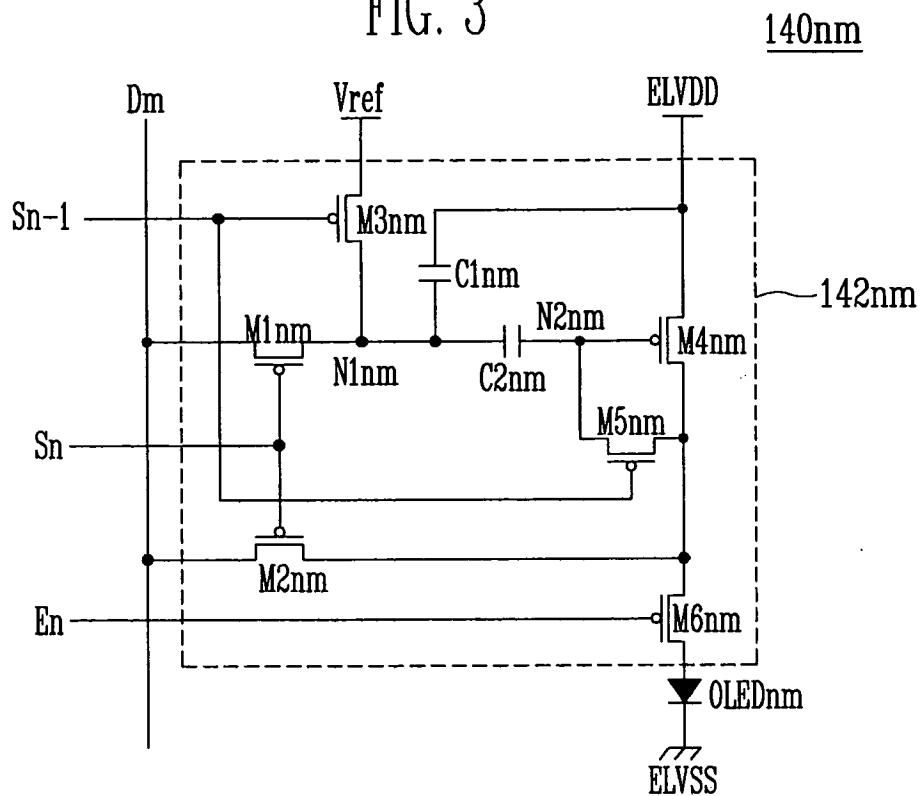 FIG. 3
140nm
Dm
Vref
ELVDD
Sn-1
M3nm
C1nm
142nm
M1nm
N2nm
M4nm
N1nm
C2nm
M5nm
Sn
M2nm
En
M6nm
OLEDnm
ELVSS